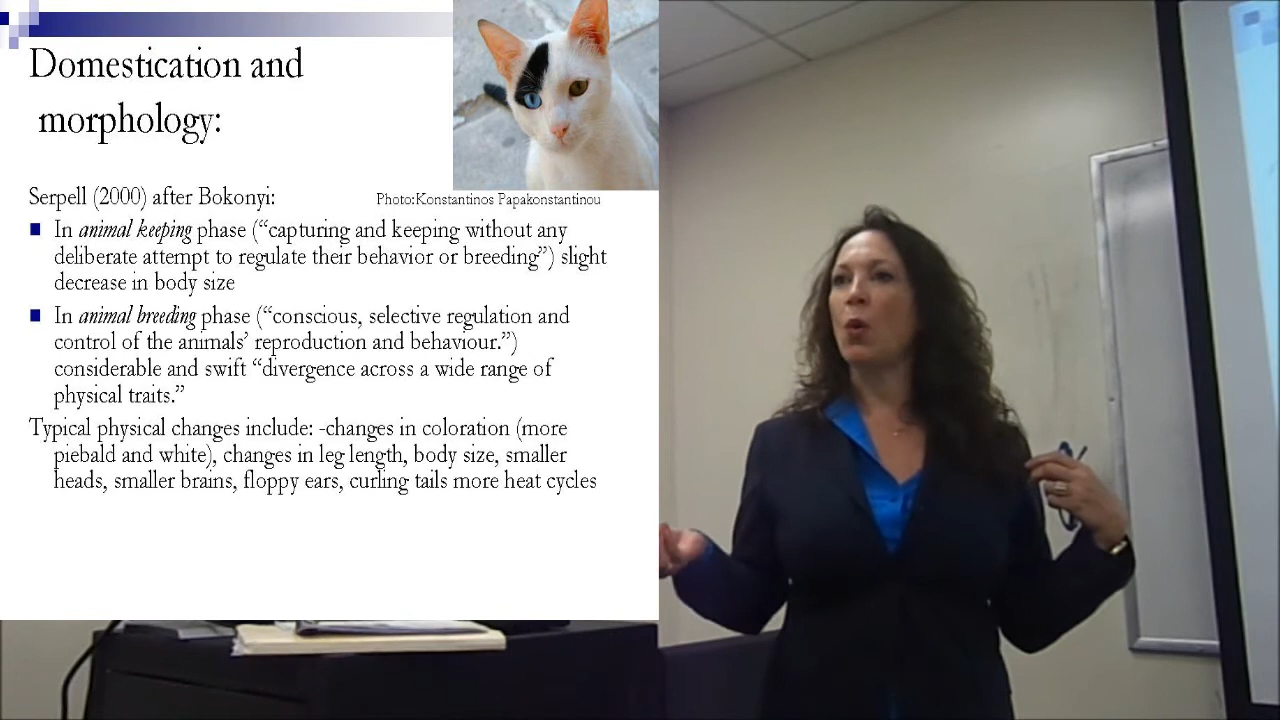 Domestication and
morphology:
Serpell (2000) after Bokonyi:
Photo:Konstantinos Papakonstantinou
In animal keeping phase (“capturing and keeping without any
deliberate attempt to regulate their behavior or breeding”) slight
decrease in body size
In animal breeding phase (“conscious, selective regulation and
control of the animals’ reproduction and behaviour.”)
considerable and swift “divergence across a wide range of
physical traits.”
Typical physical changes include: -changes in coloration (more
piebald and white), changes in leg length, body size, smaller
heads, smaller brains, floppy ears, curling tails more heat cycles